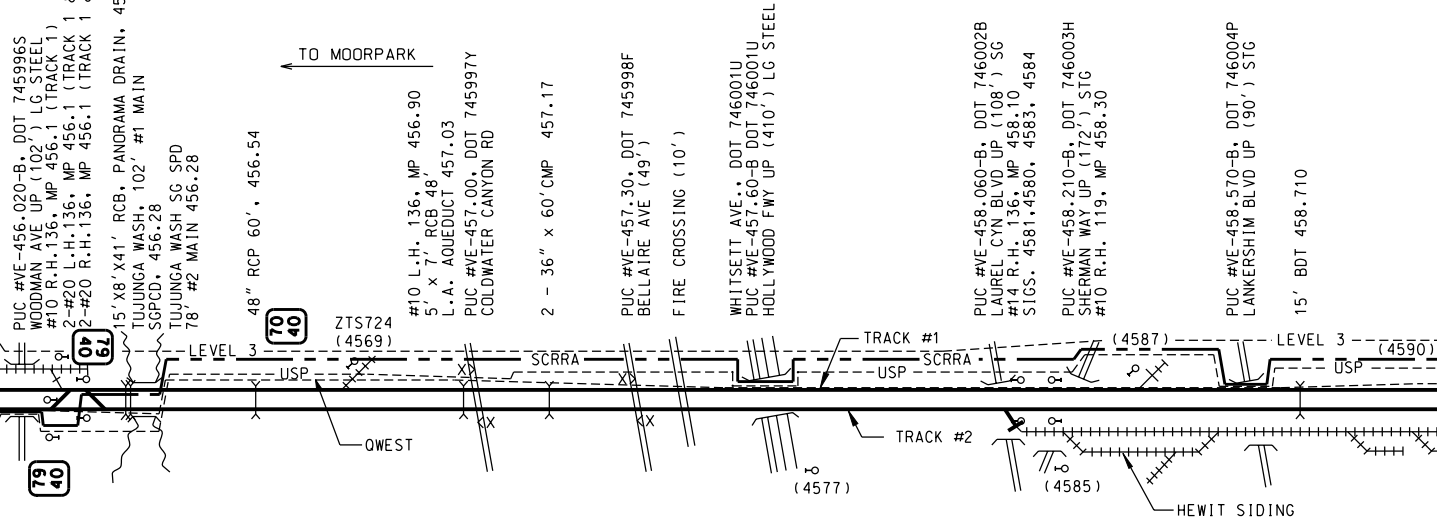 PUC #VE-456.020-B, DOT 745996S
WOODMAN AVE UP (102') LG STEEL
#10 R.H. 136, MP 456.1 (TRACK 1)
2-#20 L.H.136, MP 456.1 (TRACK 1
2-#20 R.H.136, MP 456.1 (TRACK 1
15'X8'X41' RCB, PANORAMA DRAIN, 45
TUJUNGA WASH, 102' #1 MAIN
SGPCD, 456.28
TUJUNGA WASH SG SPD
78' #2 MAIN 456.28
48" RCP 60', 456.54
TO MOORPARK
#10 L.H. 136, MP 456.90
5' x 7' RCB 48'
L.A. AQUEDUCT 457.03
PUC #VE-457.00, DOT 745997Y
COLDWATER CANYON RD
2 - 36" x 60'CMP 457.17
PUC #VE-457.30, DOT 745998F
BELLAIRE AVE (49')
FIRE CROSSING (10')
WHITSETT AVE., DOT 746001U
PUC #VE-457.60-B DOT 746001U
HOLLYWOOD FWY UP (410') LG STEEL
PUC #VE-458.060-B, DOT 746002B
LAUREL CYN BLVD UP (108') SG
#14 R.H. 136, MP 458.10
SIGS. 4581,4580, 4583, 4584
PUC #VE-458.210-B, DOT 746003H
SHERMAN WAY UP (172') STG
#10 R.H. 119, MP 458.30
PUC #VE-458.570-B, DOT 746004P
LANKERSHIM BLVD UP (90') STG
15' BDT 458.710
79
40
70
40
ZTS724
(4569)
LEVEL 3
USP
SCRRA
TRACK #1
SCRRA
USP
(4587)
LEVEL 3
(4590)
USP
QWEST
TRACK #2
79
40
(4577)
(4585)
HEWIT SIDING